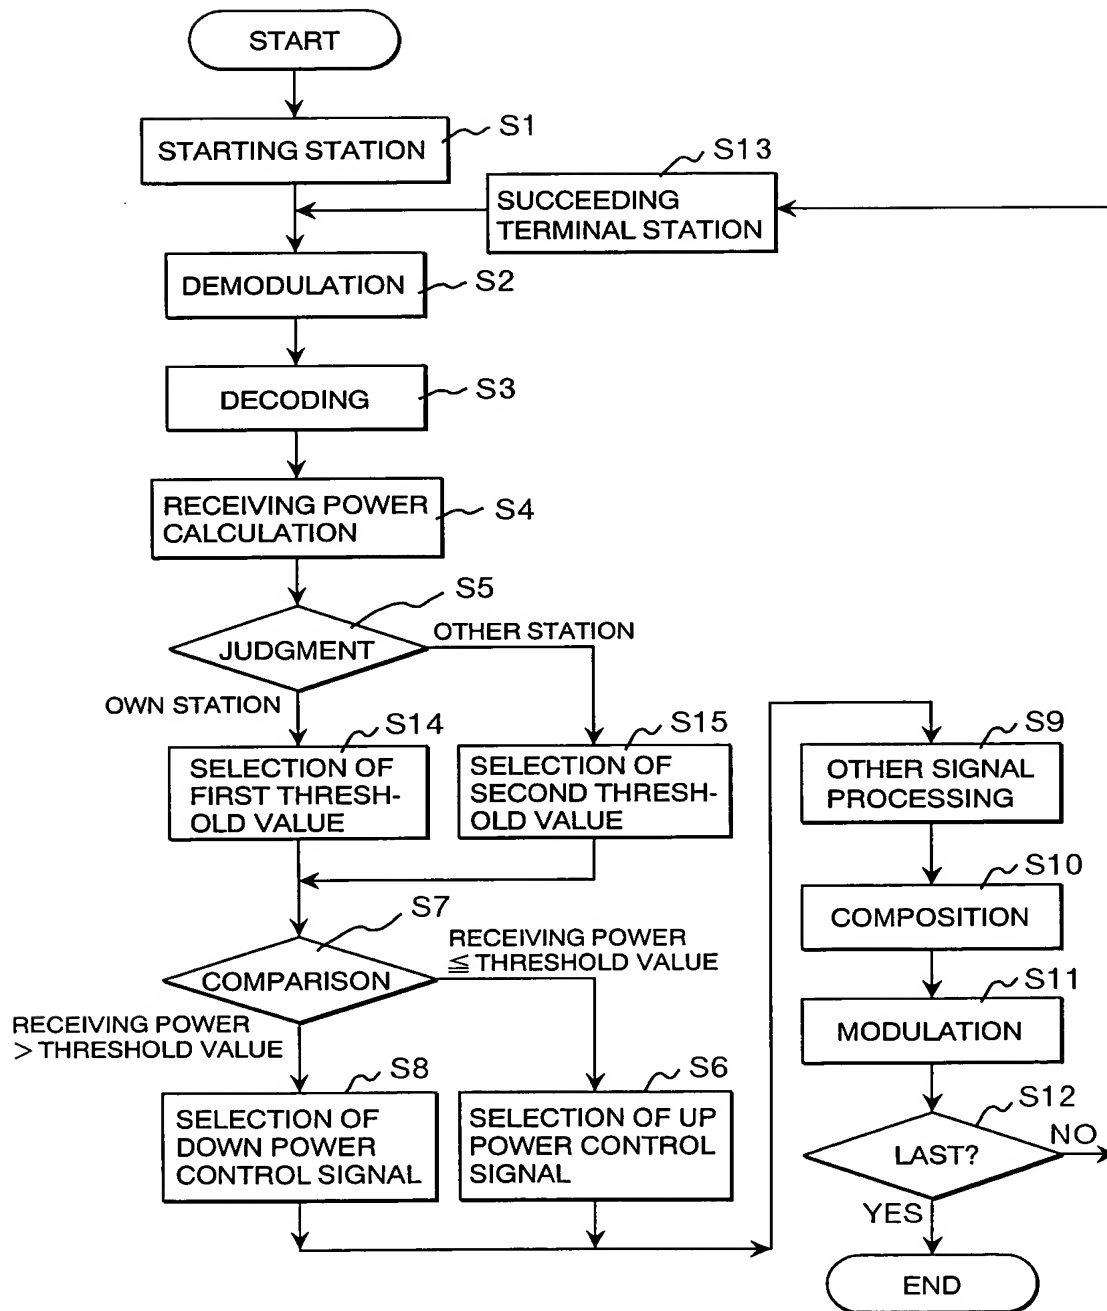 START
S1
STARTING STATION
S13
SUCCEEDING
TERMINAL STATION
DEMODULATION
S2
DECODING
S3
RECEIVING POWER
CALCULATION
S4
S5
JUDGMENT
OTHER STATION
OWN STATION
S14
SELECTION OF
FIRST THRESH-
OLD VALUE
S15
SELECTION OF
SECOND THRESH-
OLD VALUE
S7
COMPARISON
RECEIVING POWER
≦ THRESHOLD VALUE
RECEIVING POWER
> THRESHOLD VALUE
S8
SELECTION OF
DOWN POWER
CONTROL SIGNAL
S6
SELECTION OF UP
POWER CONTROL
SIGNAL
S9
OTHER SIGNAL
PROCESSING
S10
COMPOSITION
S11
MODULATION
S12
LAST?
NO
YES
END